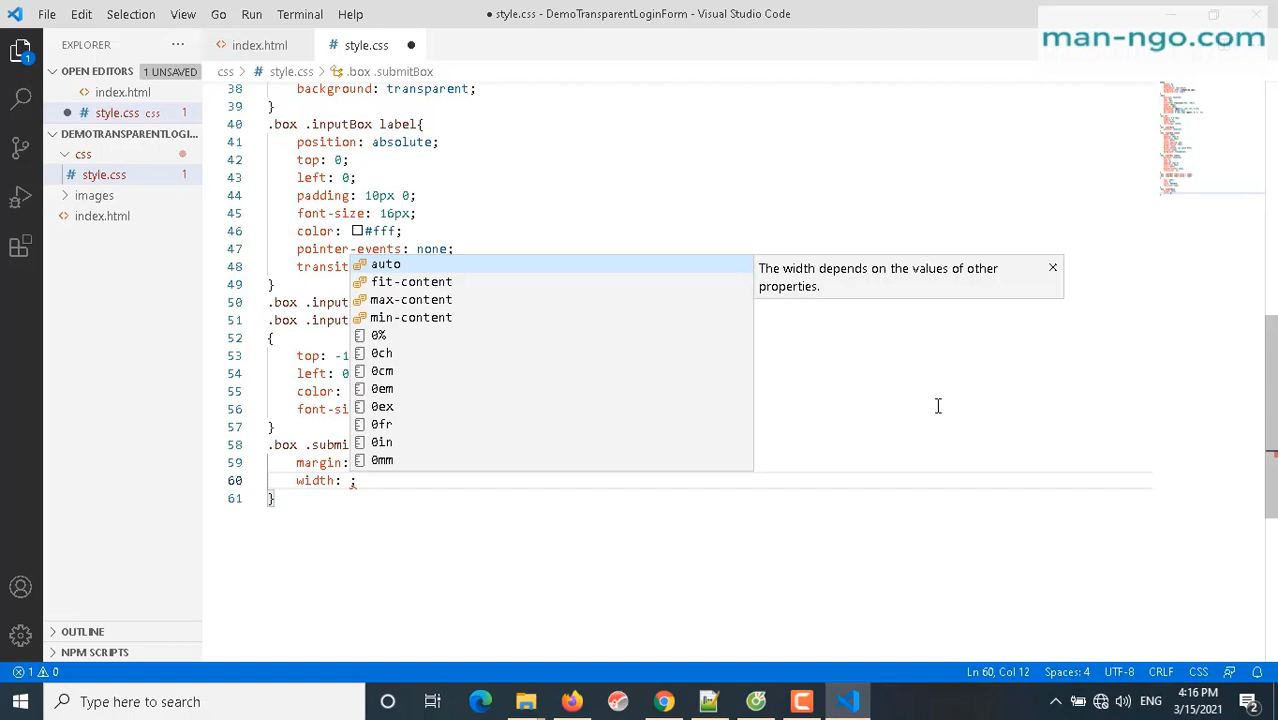 File Edit Selection View Go Run Terminal Help
● style.css - DemoTransparentLoginForm - Visual Studio Code
man-ngo.com
EXPLORER ···
index.html
# style.css ●
OPEN EDITORS 1 UNSAVED
index.html
● # style.css css 1
DEMOTRANSPARENTLOGI...
css
# style.css 1
images
index.html
OUTLINE
NPM SCRIPTS
css > # style.css > .box .submitBox
38 background: transparent;
39 }
40 .box .inputBox label{
41 position: absolute;
42 top: 0;
43 left: 0;
44 padding: 10px 0;
45 font-size: 16px;
46 color: #fff;
47 pointer-events: none;
48 transit
49 }
50 .box .input
51 .box .input
52 {
53 top: -1
54 left: 0
55 color:
56 font-si
57 }
58 .box .submi
59 margin:
60 width: ;
61 }
auto
fit-content
max-content
min-content
0%
0ch
0cm
0em
0ex
0fr
0in
0mm
The width depends on the values of other
properties.
1 0 Ln 60, Col 12 Spaces: 4 UTF-8 CRLF CSS
Type here to search
ENG
4:16 PM
3/15/2021
2